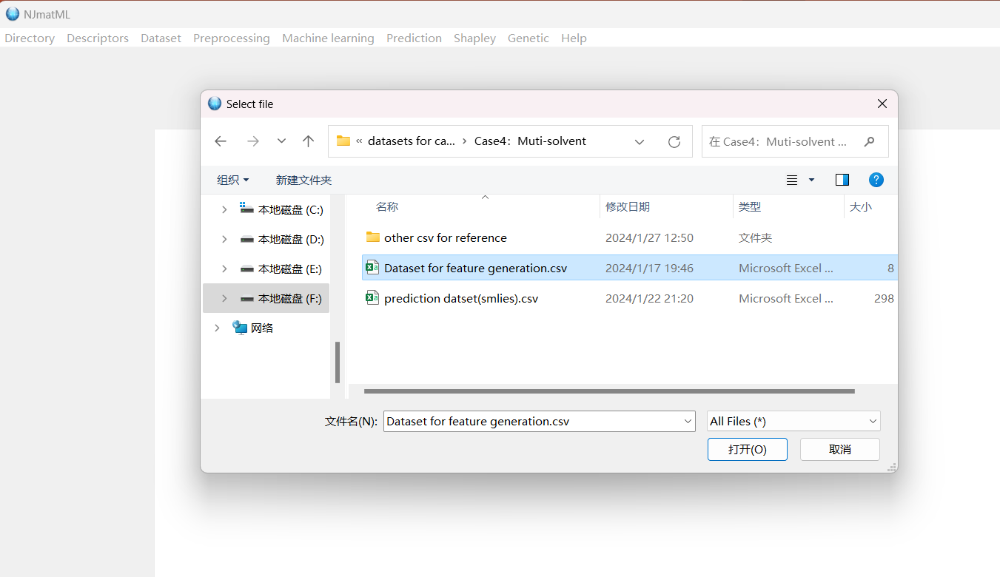 NJmatML
Directory Descriptors Dataset Preprocessing Machine learning Prediction Shapley Genetic Help
Select file
« datasets for ca... › Case4：Muti-solvent
在 Case4：Muti-solvent ...
组织 新建文件夹
名称 修改日期 类型 大小
本地磁盘 (C:)
本地磁盘 (D:)
本地磁盘 (E:)
本地磁盘 (F:)
网络
other csv for reference 2024/1/27 12:50 文件夹
Dataset for feature generation.csv 2024/1/17 19:46 Microsoft Excel ... 8
prediction datset(smlies).csv 2024/1/22 21:20 Microsoft Excel ... 298
文件名(N): Dataset for feature generation.csv All Files (*)
打开(O) 取消